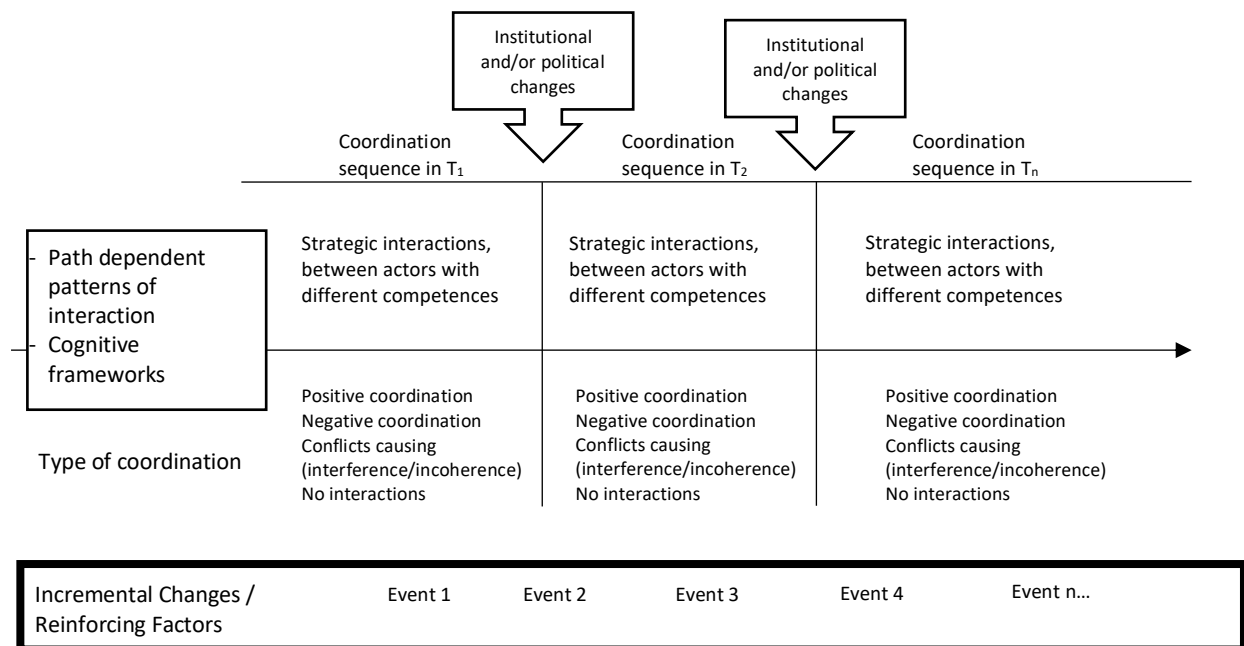 Institutional
and/or political
changes
Institutional
and/or political
changes
Coordination
sequence in T₁
Coordination
sequence in T₂
Coordination
sequence in Tₙ
- Path dependent
patterns of
interaction
- Cognitive
frameworks
Strategic interactions,
between actors with
different competences
Strategic interactions,
between actors with
different competences
Strategic interactions,
between actors with
different competences
Type of coordination
Positive coordination
Negative coordination
Conflicts causing
(interference/incoherence)
No interactions
Positive coordination
Negative coordination
Conflicts causing
(interference/incoherence)
No interactions
Positive coordination
Negative coordination
Conflicts causing
(interference/incoherence)
No interactions
Incremental Changes /
Reinforcing Factors
Event 1
Event 2
Event 3
Event 4
Event n...